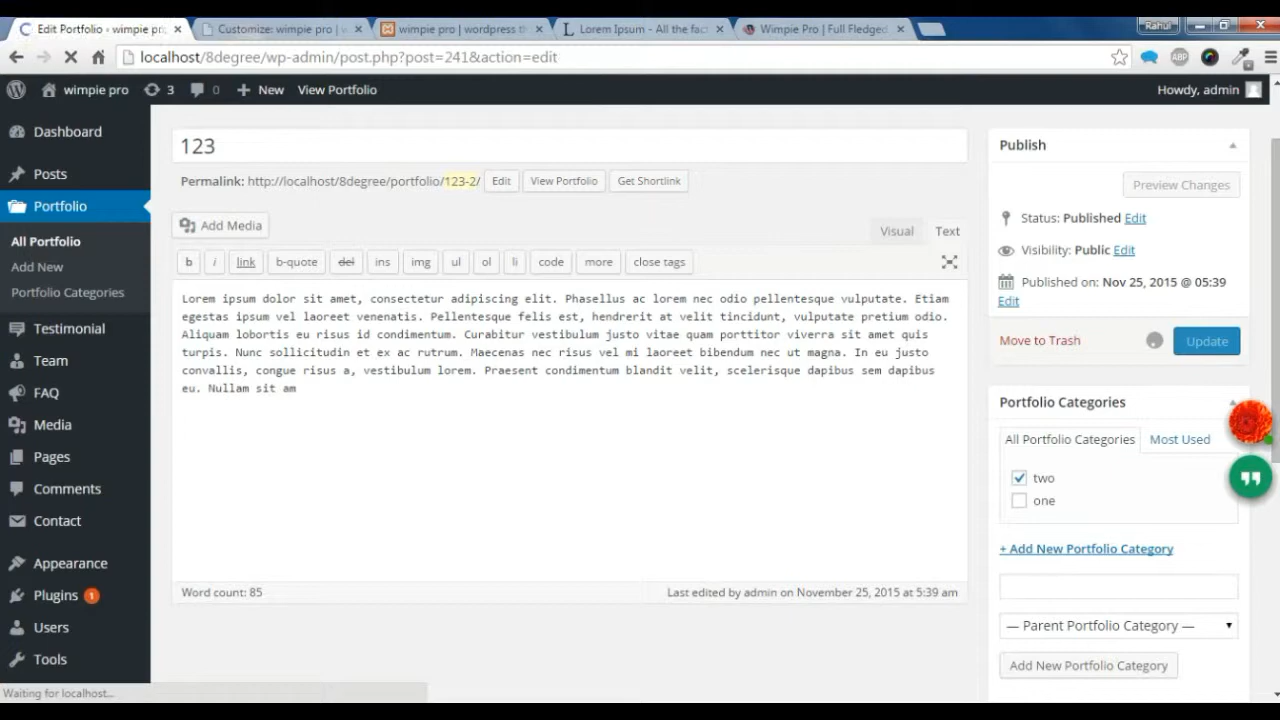 Edit Portfolio ‹ wimpie pr
Customize: wimpie pro | w
wimpie pro | wordpress th
Lorem Ipsum - All the fact
Wimpie Pro | Full Fledged
Rahul
localhost/8degree/wp-admin/post.php?post=241&action=edit
ABP
wimpie pro
3
0
New
View Portfolio
Howdy, admin
Dashboard
Posts
Portfolio
All Portfolio
Add New
Portfolio Categories
Testimonial
Team
FAQ
Media
Pages
Comments
Contact
Appearance
Plugins 1
Users
Tools
123
Permalink: http://localhost/8degree/portfolio/123-2/
Edit
View Portfolio
Get Shortlink
Add Media
Visual
Text
b
i
link
b-quote
del
ins
img
ul
ol
li
code
more
close tags
Lorem ipsum dolor sit amet, consectetur adipiscing elit. Phasellus ac lorem nec odio pellentesque vulputate. Etiam
egestas ipsum vel laoreet venenatis. Pellentesque felis est, hendrerit at velit tincidunt, vulputate pretium odio.
Aliquam lobortis eu risus id condimentum. Curabitur vestibulum justo vitae quam porttitor viverra sit amet quis
turpis. Nunc sollicitudin et ex ac rutrum. Maecenas nec risus vel mi laoreet bibendum nec ut magna. In eu justo
convallis, congue risus a, vestibulum lorem. Praesent condimentum blandit velit, scelerisque dapibus sem dapibus
eu. Nullam sit am
Word count: 85
Last edited by admin on November 25, 2015 at 5:39 am
Publish
Preview Changes
Status: Published Edit
Visibility: Public Edit
Published on: Nov 25, 2015 @ 05:39
Edit
Move to Trash
Update
Portfolio Categories
All Portfolio Categories
Most Used
two
one
+ Add New Portfolio Category
— Parent Portfolio Category —
Add New Portfolio Category
Waiting for localhost...